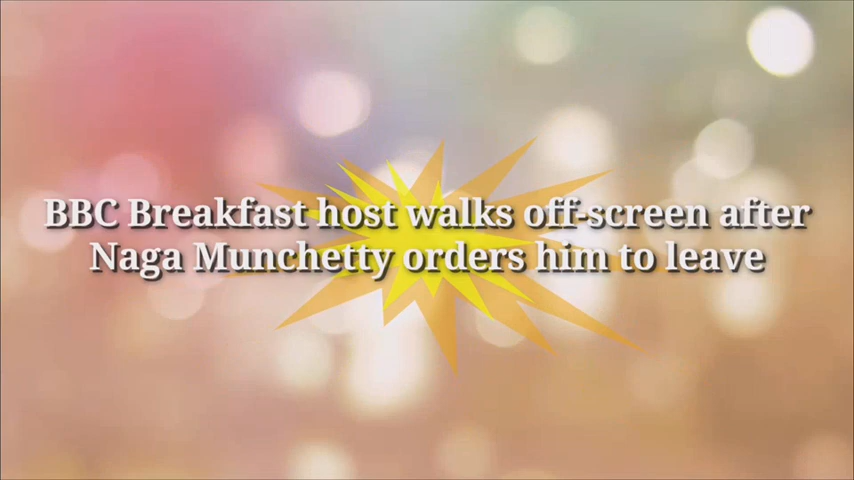 BBC Breakfast host walks off-screen after
Naga Munchetty orders him to leave